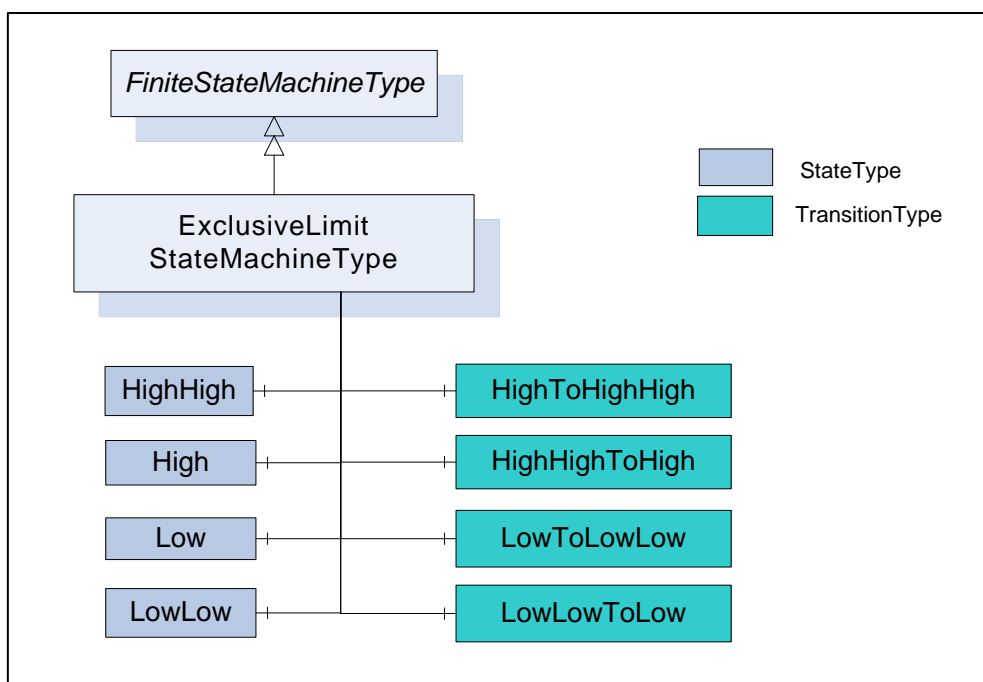 FiniteStateMachineType
StateType
TransitionType
ExclusiveLimit
StateMachineType
HighHigh
HighToHighHigh
High
HighHighToHigh
Low
LowToLowLow
LowLow
LowLowToLow